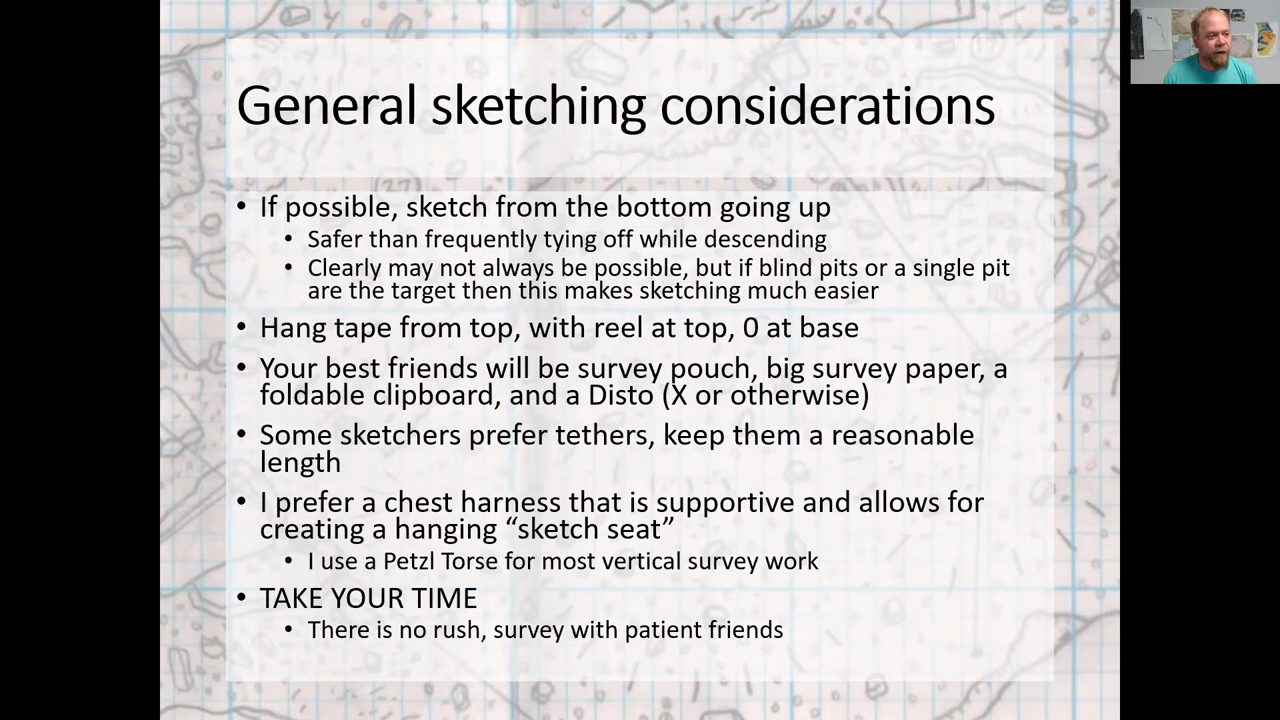 General sketching considerations
• If possible, sketch from the bottom going up
• Safer than frequently tying off while descending
• Clearly may not always be possible, but if blind pits or a single pit
are the target then this makes sketching much easier
• Hang tape from top, with reel at top, 0 at base
• Your best friends will be survey pouch, big survey paper, a
foldable clipboard, and a Disto (X or otherwise)
• Some sketchers prefer tethers, keep them a reasonable
length
• I prefer a chest harness that is supportive and allows for
creating a hanging “sketch seat”
• I use a Petzl Torse for most vertical survey work
• TAKE YOUR TIME
• There is no rush, survey with patient friends